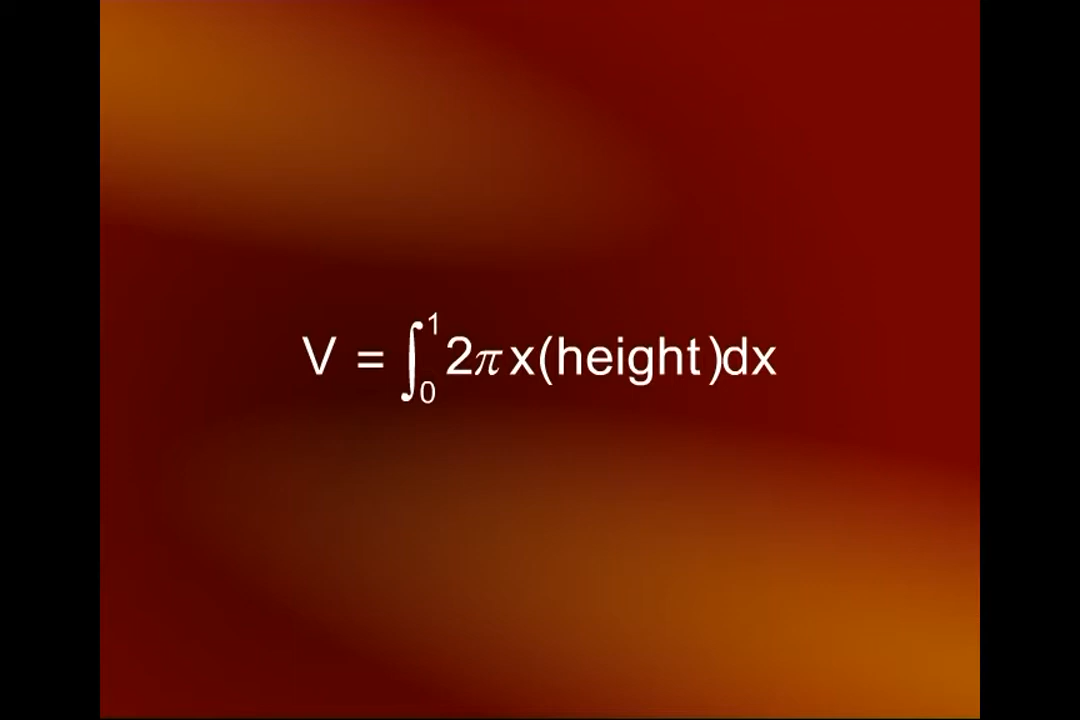 V = ∫₀¹ 2πx(height)dx